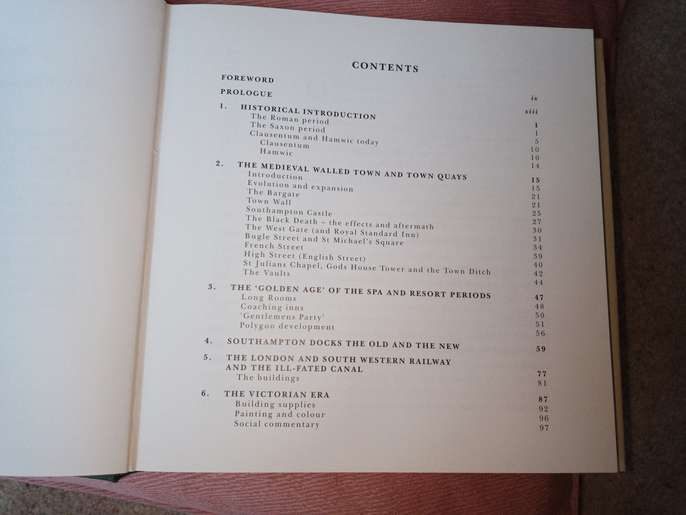 CONTENTS
FOREWORD ix
PROLOGUE xiii
1. HISTORICAL INTRODUCTION 1
The Roman period 1
The Saxon period 5
Clausentum and Hamwic today 10
Clausentum 10
Hamwic 14
2. THE MEDIEVAL WALLED TOWN AND TOWN QUAYS 15
Introduction 15
Evolution and expansion 21
The Bargate 21
Town Wall 25
Southampton Castle 27
The Black Death – the effects and aftermath 30
The West Gate (and Royal Standard Inn) 31
Bugle Street and St Michael's Square 34
French Street 39
High Street (English Street) 40
St Julians Chapel, Gods House Tower and the Town Ditch 42
The Vaults 44
3. THE 'GOLDEN AGE' OF THE SPA AND RESORT PERIODS 47
Long Rooms 48
Coaching inns 50
'Gentlemens Party' 51
Polygon development 56
4. SOUTHAMPTON DOCKS THE OLD AND THE NEW 59
5. THE LONDON AND SOUTH WESTERN RAILWAY
AND THE ILL-FATED CANAL 77
The buildings 81
6. THE VICTORIAN ERA 87
Building supplies 92
Painting and colour 96
Social commentary 97